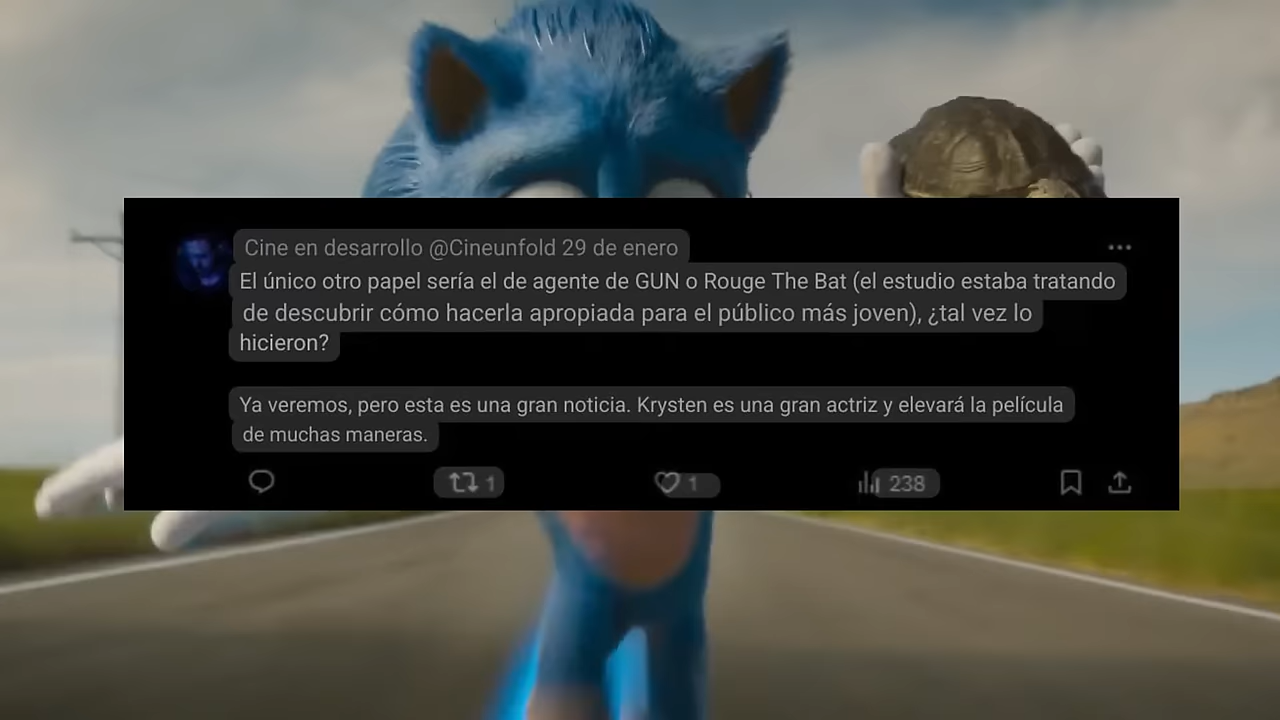 Cine en desarrollo @Cineunfold 29 de enero
El único otro papel sería el de agente de GUN o Rouge The Bat (el estudio estaba tratando
de descubrir cómo hacerla apropiada para el público más joven), ¿tal vez lo
hicieron?
Ya veremos, pero esta es una gran noticia. Krysten es una gran actriz y elevará la película
de muchas maneras.
1 1 238